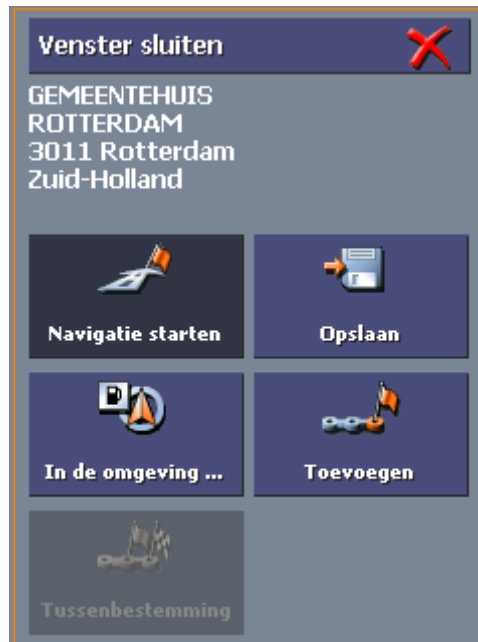 Venster sluiten
GEMEENTEHUIS
ROTTERDAM
3011 Rotterdam
Zuid-Holland
Navigatie starten
Opslaan
In de omgeving ...
Toevoegen
Tussenbestemming